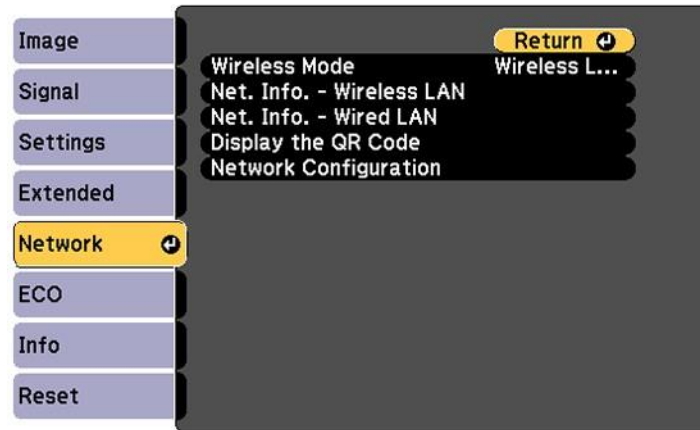 Image
Signal
Settings
Extended
Network
ECO
Info
Reset
Return
Wireless Mode Wireless L...
Net. Info. - Wireless LAN
Net. Info. - Wired LAN
Display the QR Code
Network Configuration